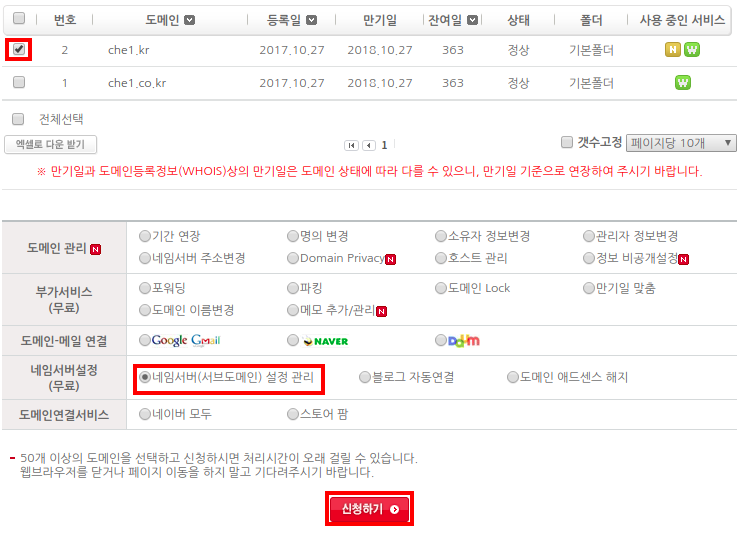 번호 도메인 등록일 만기일 잔여일 상태 폴더 사용 중인 서비스
2 che1.kr 2017.10.27 2018.10.27 363 정상 기본폴더 H W
1 che1.co.kr 2017.10.27 2018.10.27 363 정상 기본폴더 W
전체선택
엑셀로 다운 받기 1 갯수고정 페이지당 10개
※ 만기일과 도메인등록정보(WHOIS)상의 만기일은 도메인 상태에 따라 다를 수 있으니, 만기일 기준으로 연장하여 주시기 바랍니다.
도메인 관리 N
기간 연장 명의 변경 소유자 정보변경 관리자 정보변경
네임서버 주소변경 Domain Privacy N 호스트 관리 정보 비공개설정 N
부가서비스
(무료)
포워딩 파킹 도메인 Lock 만기일 맞춤
도메인 이름변경 메모 추가/관리 N
도메인-메일 연결 Google Gmail NAVER Daum
네임서버설정
(무료)
네임서버(서브도메인) 설정 관리 블로그 자동연결 도메인 애드센스 해지
도메인연결서비스 네이버 모두 스토어 팜
50개 이상의 도메인을 선택하고 신청하시면 처리시간이 오래 걸릴 수 있습니다.
웹브라우저를 닫거나 페이지 이동을 하지 말고 기다려주시기 바랍니다.
신청하기